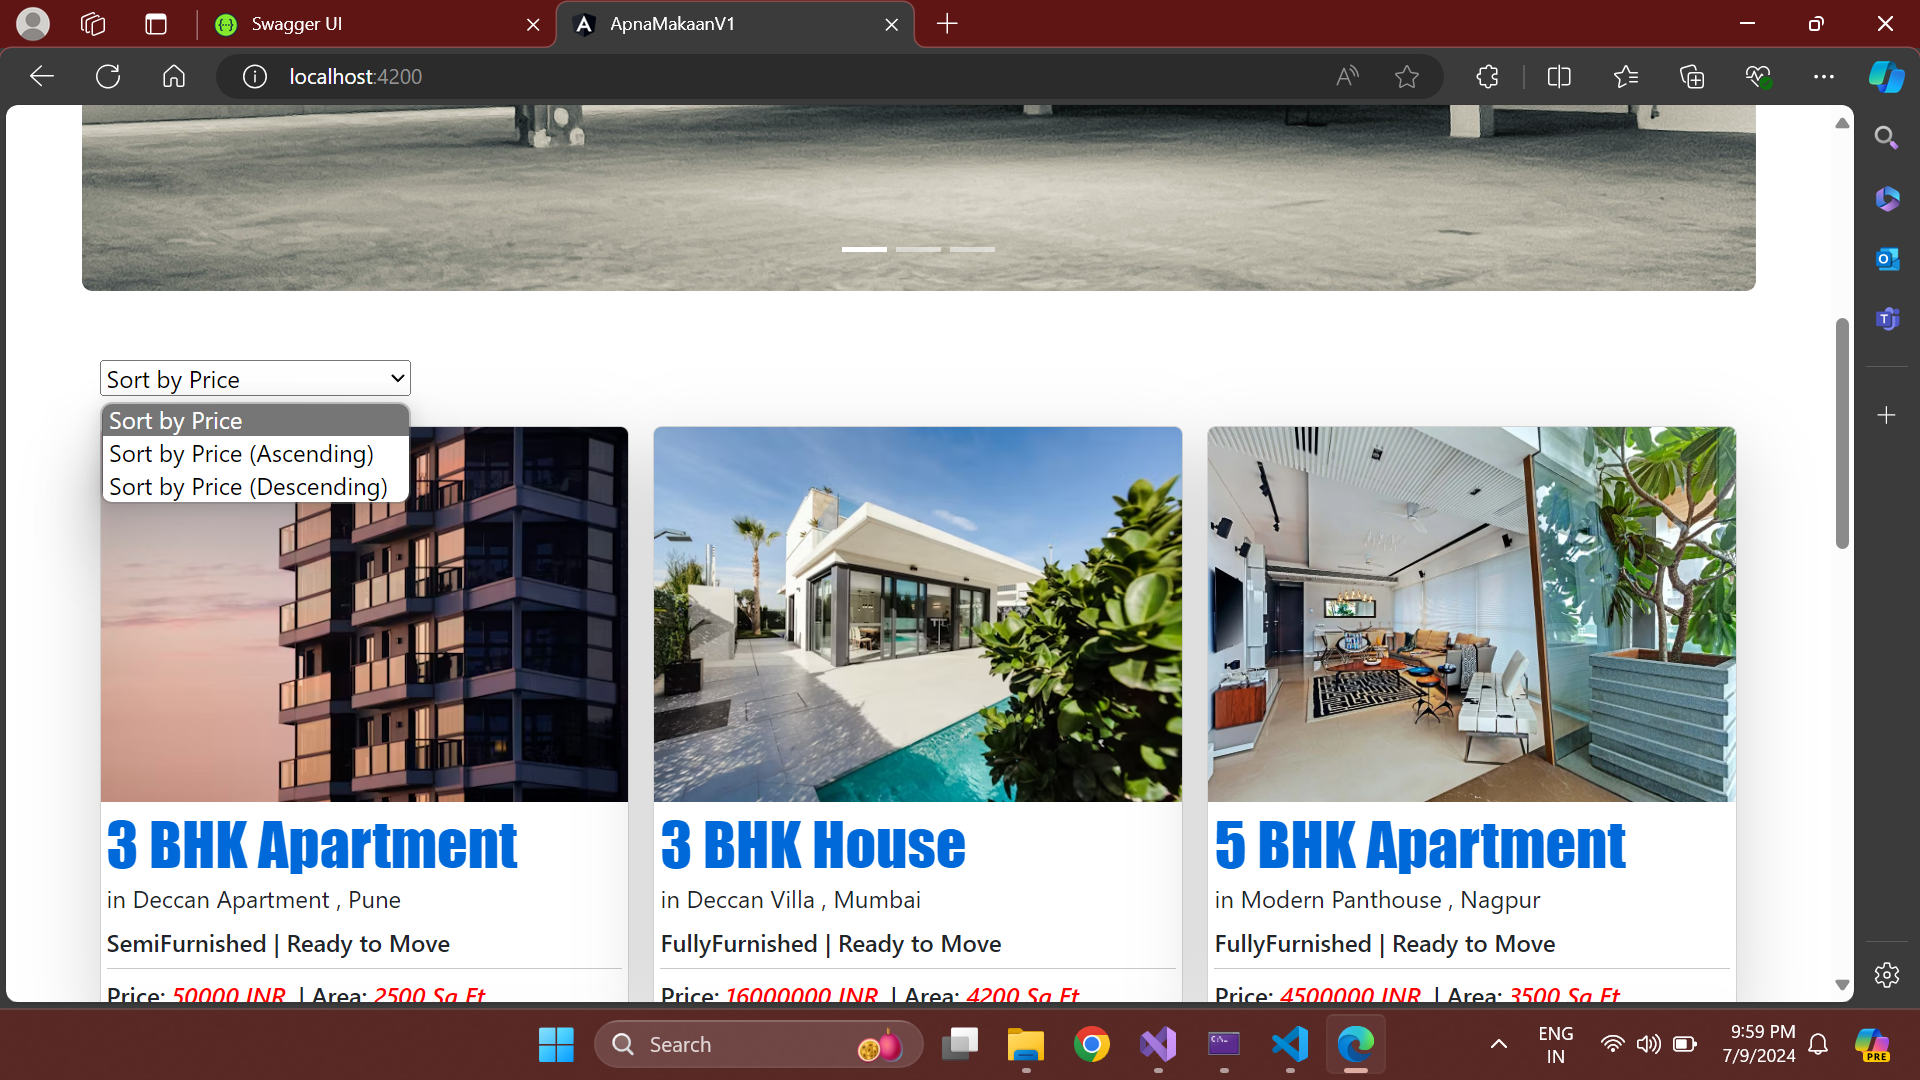 Swagger UI
ApnaMakaanV1
localhost:4200
Sort by Price
Sort by Price
Sort by Price (Ascending)
Sort by Price (Descending)
3 BHK Apartment
in Deccan Apartment , Pune
SemiFurnished | Ready to Move
Price: 50000 INR | Area: 2500 Sq Ft
3 BHK House
in Deccan Villa , Mumbai
FullyFurnished | Ready to Move
Price: 16000000 INR | Area: 4200 Sq Ft
5 BHK Apartment
in Modern Panthouse , Nagpur
FullyFurnished | Ready to Move
Price: 4500000 INR | Area: 3500 Sq Ft
Search
ENG
IN
9:59 PM
7/9/2024
PRE